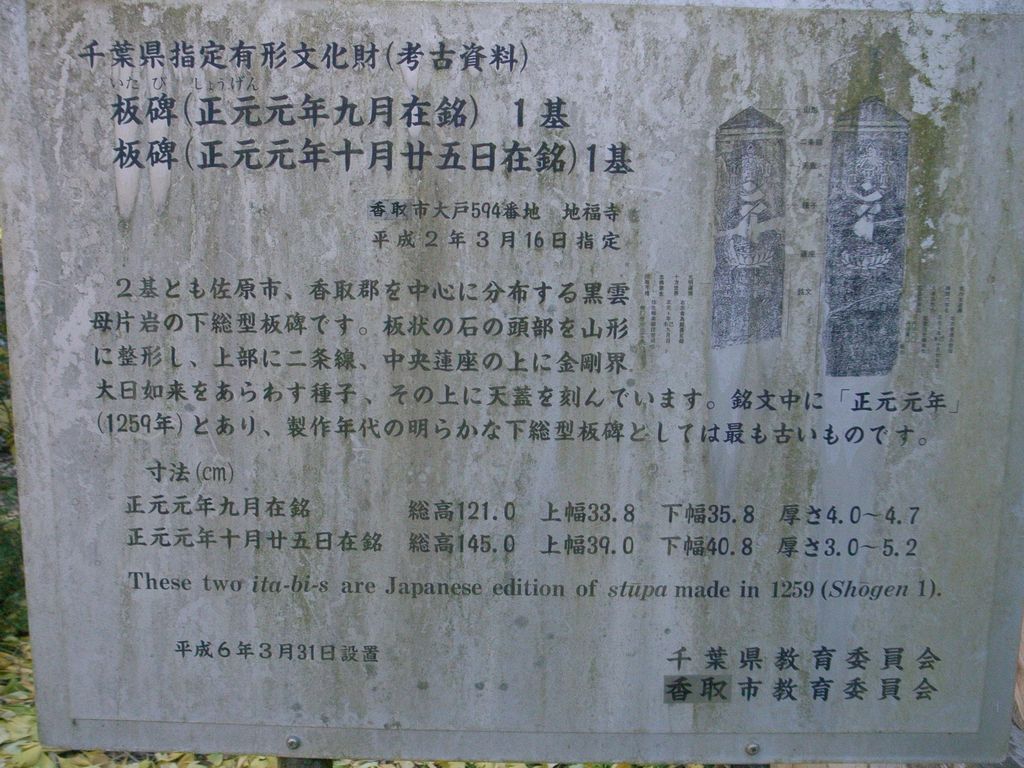 千葉県指定有形文化財(考古資料)
いたび しょうげん
板碑(正元元年九月在銘) 1基
板碑(正元元年十月廿五日在銘)1基
香取市大戸594番地 地福寺
平成2年3月16日指定
2基とも佐原市、香取郡を中心に分布する黒雲
母片岩の下総型板碑です。板状の石の頭部を山形
に整形し、上部に二条線、中央蓮座の上に金剛界
大日如来をあらわす種子、その上に天蓋を刻んでいます。銘文中に「正元元年」
(1259年)とあり、製作年代の明らかな下総型板碑としては最も古いものです。
寸法(cm)
正元元年九月在銘 総高121.0 上幅33.8 下幅35.8 厚さ4.0~4.7
正元元年十月廿五日在銘 総高145.0 上幅39.0 下幅40.8 厚さ3.0~5.2
These two ita-bi-s are Japanese edition of stūpa made in 1259 (Shōgen 1).
平成6年3月31日設置
千葉県教育委員会
香取市教育委員会
山形
二条線
天蓋
種子
蓮座
銘文